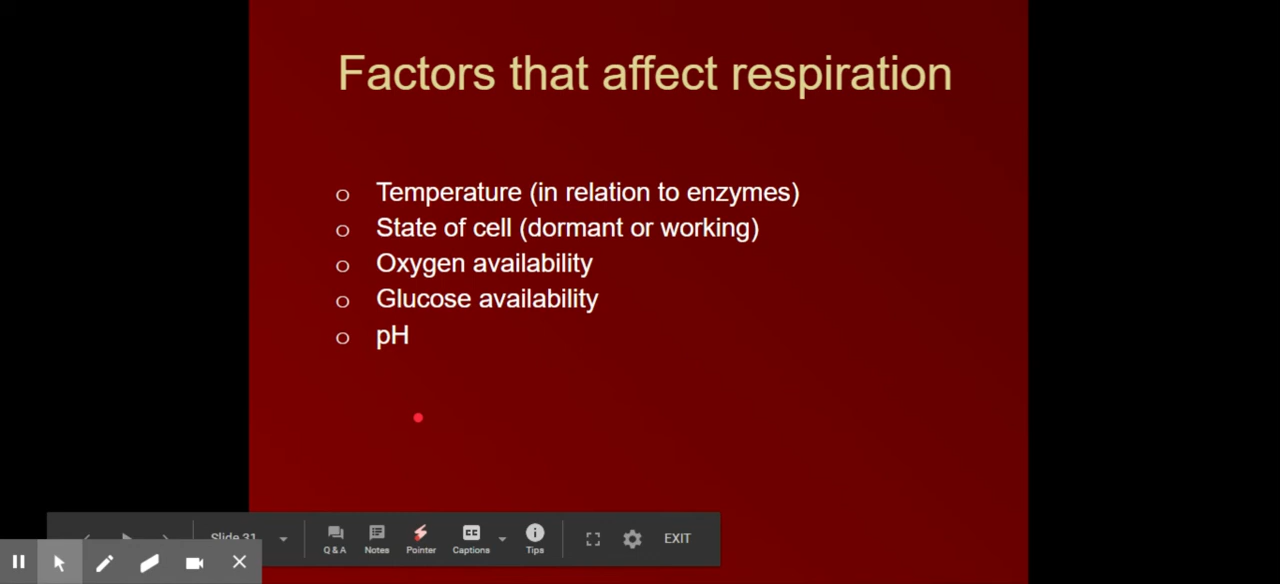 Factors that affect respiration
o Temperature (in relation to enzymes)
o State of cell (dormant or working)
o Oxygen availability
o Glucose availability
o pH
Slide 31
Q & A Notes Pointer Captions Tips EXIT
CC